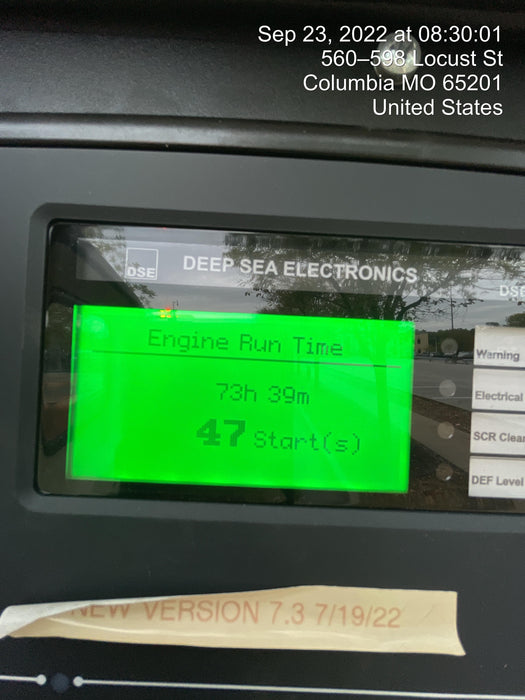 Sep 23, 2022 at 08:30:01
560–598 Locust St
Columbia MO 65201
United States
DSE
DEEP SEA ELECTRONICS
DSE
Engine Run Time
73h 39m
47 Start(s)
Warning
Electrical
SCR Clea
DEF Level
NEW VERSION 7.3 7/19/22